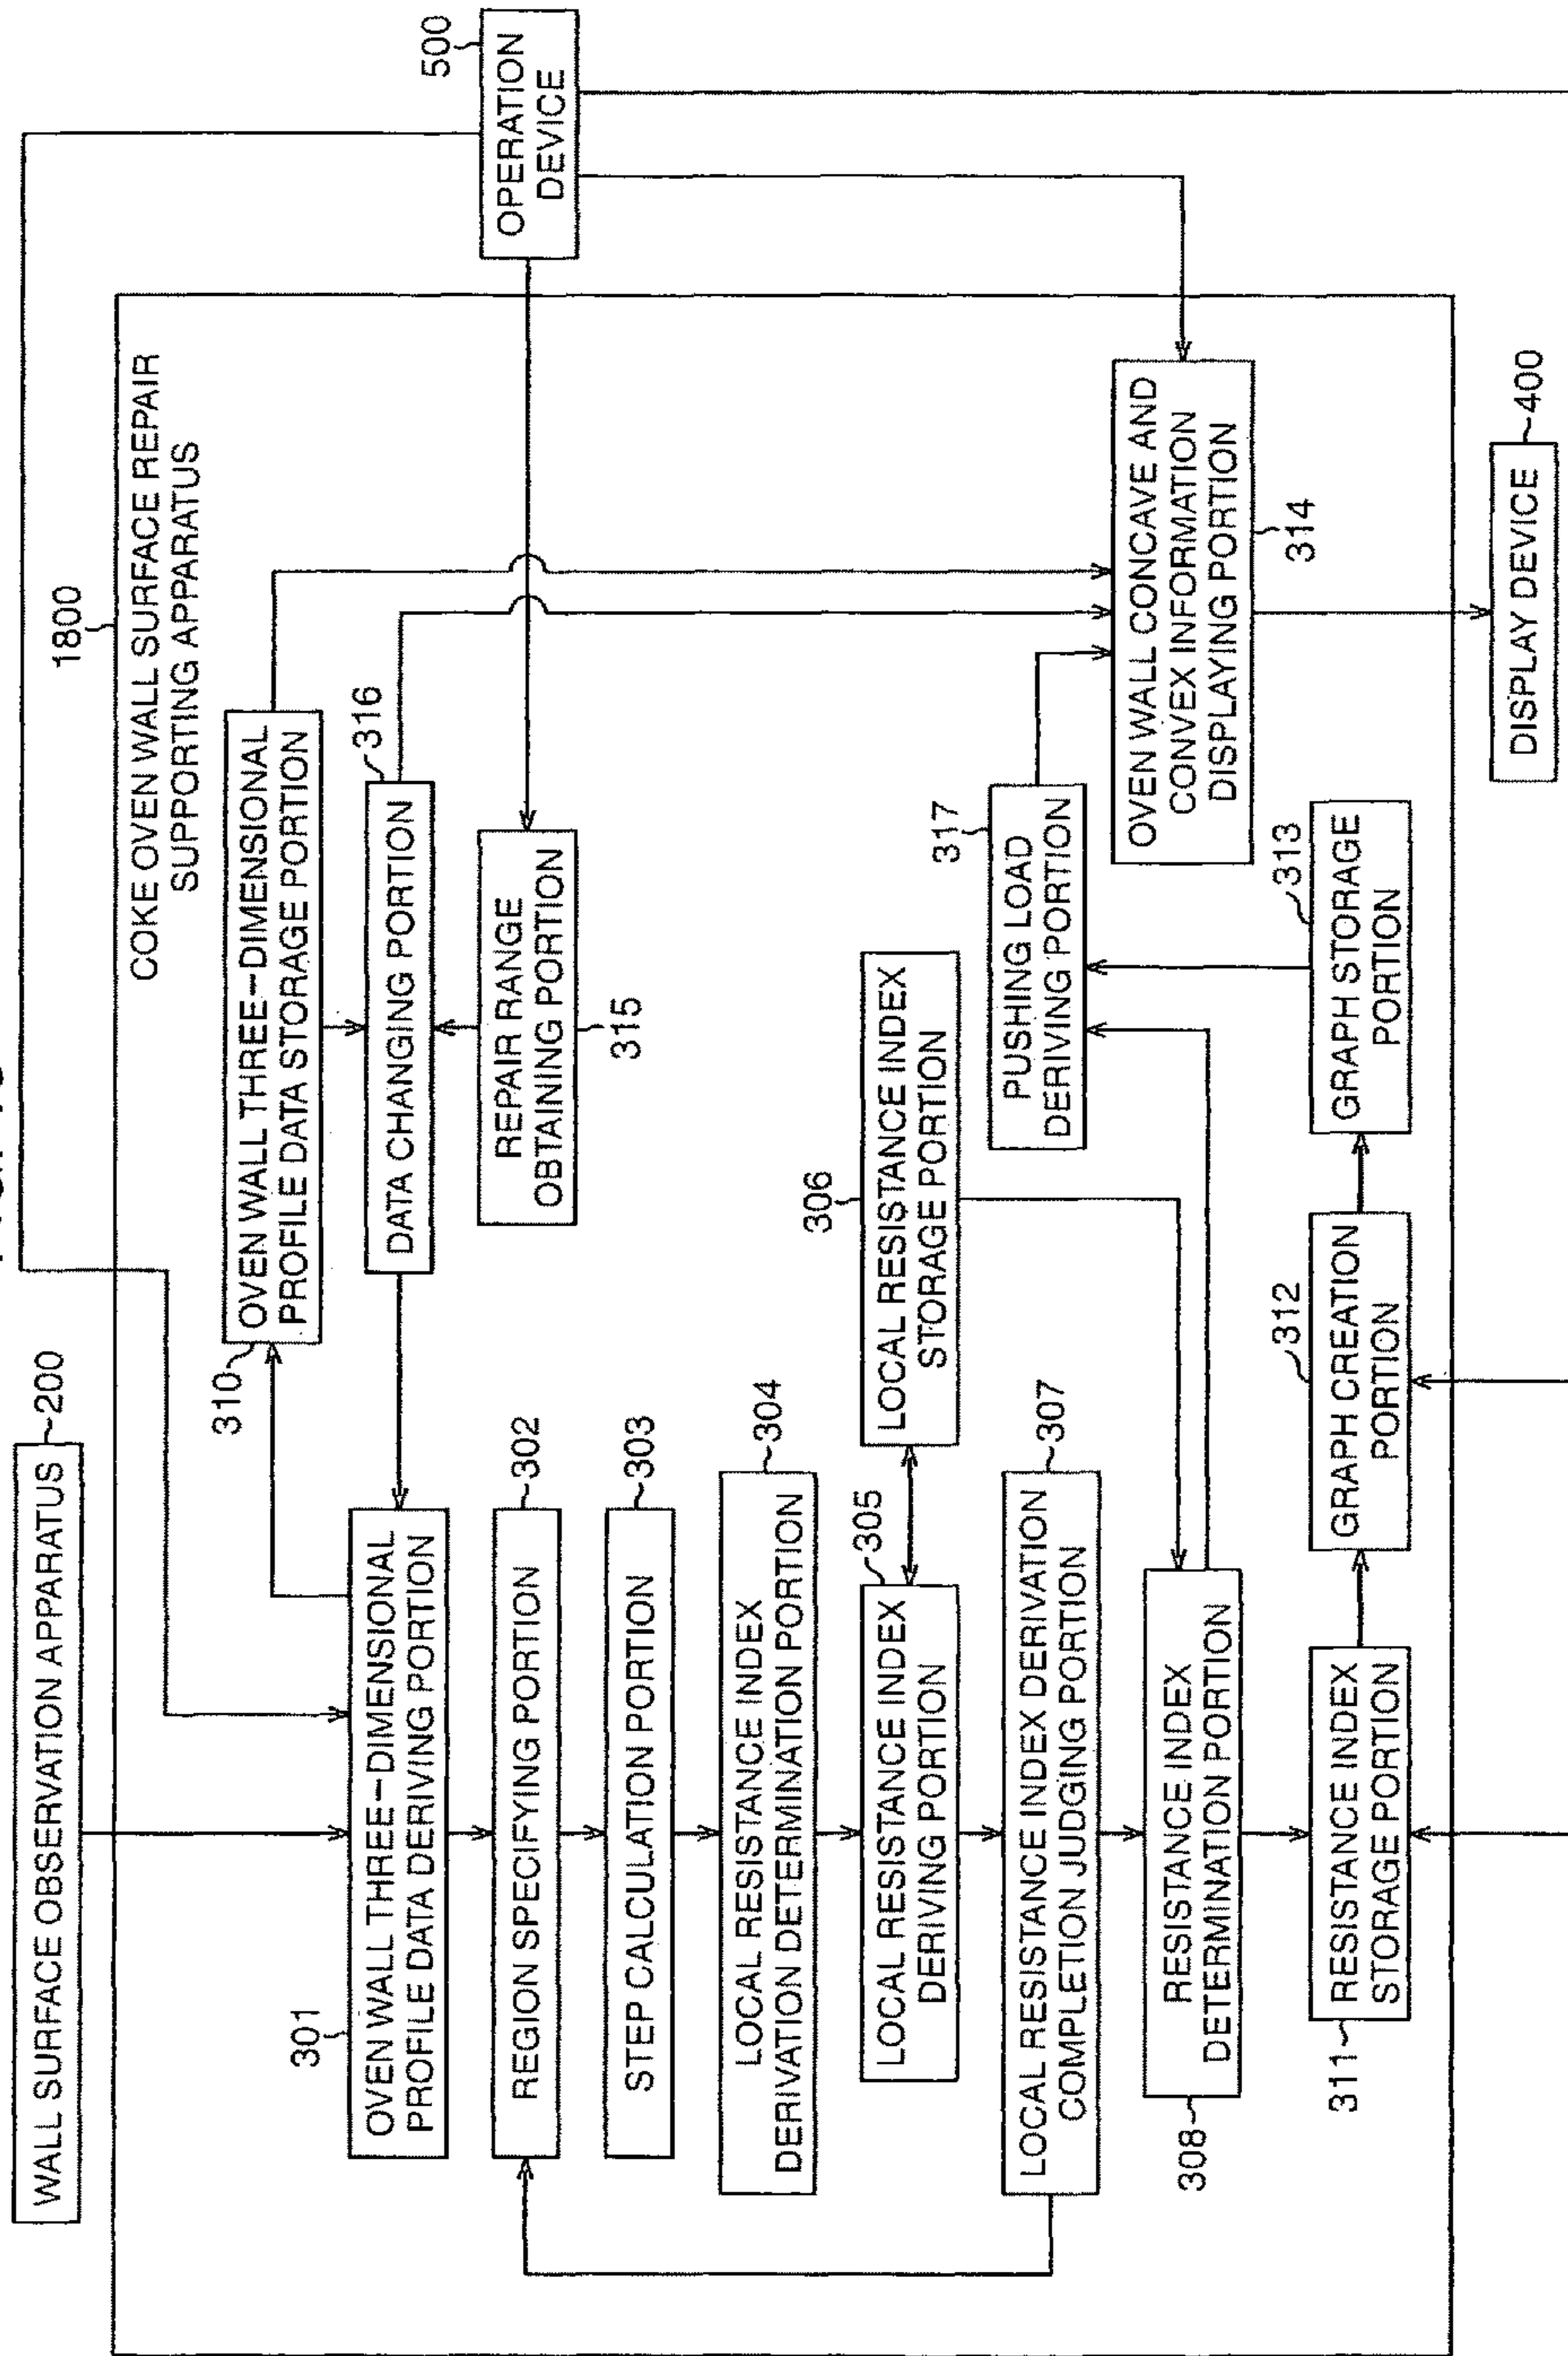 WALL SURFACE OBSERVATION APPARATUS
200
1800
COKE OVEN WALL SURFACE REPAIR
SUPPORTING APPARATUS
500
OPERATION
DEVICE
301
OVEN WALL THREE-DIMENSIONAL
PROFILE DATA DERIVING PORTION
310
OVEN WALL THREE-DIMENSIONAL
PROFILE DATA STORAGE PORTION
316
DATA CHANGING PORTION
REPAIR RANGE
OBTAINING PORTION
315
REGION SPECIFYING PORTION
302
STEP CALCULATION PORTION
303
LOCAL RESISTANCE INDEX
DERIVATION DETERMINATION PORTION
304
LOCAL RESISTANCE INDEX
DERIVING PORTION
305
306
LOCAL RESISTANCE INDEX
STORAGE PORTION
LOCAL RESISTANCE INDEX DERIVATION
COMPLETION JUDGING PORTION
307
317
PUSHING LOAD
DERIVING PORTION
OVEN WALL CONCAVE AND
CONVEX INFORMATION
DISPLAYING PORTION
314
308
RESISTANCE INDEX
DETERMINATION PORTION
311
RESISTANCE INDEX
STORAGE PORTION
312
GRAPH CREATION
PORTION
313
GRAPH STORAGE
PORTION
DISPLAY DEVICE
400